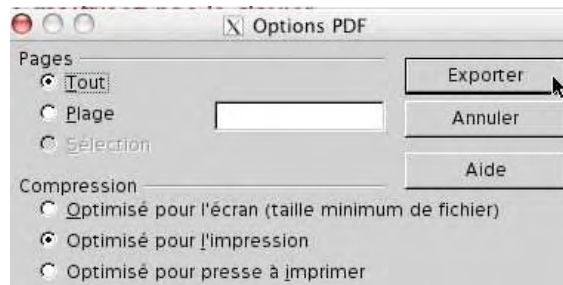 Options PDF
Pages
Tout
Plage
Sélection
Exporter
Annuler
Aide
Compression
Optimisé pour l'écran (taille minimum de fichier)
Optimisé pour l'impression
Optimisé pour presse à imprimer